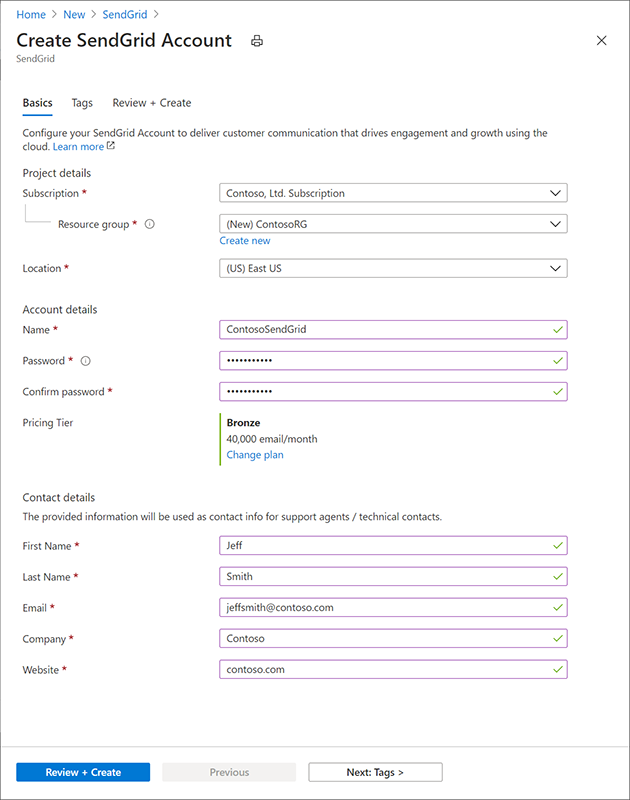 Home > New > SendGrid >
Create SendGrid Account
SendGrid
Basics Tags Review + Create
Configure your SendGrid Account to deliver customer communication that drives engagement and growth using the
cloud. Learn more
Project details
Subscription * Contoso, Ltd. Subscription
Resource group * (New) ContosoRG
Create new
Location * (US) East US
Account details
Name * ContosoSendGrid
Password * •••••••••••
Confirm password * •••••••••••
Pricing Tier Bronze
40,000 email/month
Change plan
Contact details
The provided information will be used as contact info for support agents / technical contacts.
First Name * Jeff
Last Name * Smith
Email * jeffsmith@contoso.com
Company * Contoso
Website * contoso.com
Review + Create Previous Next: Tags >